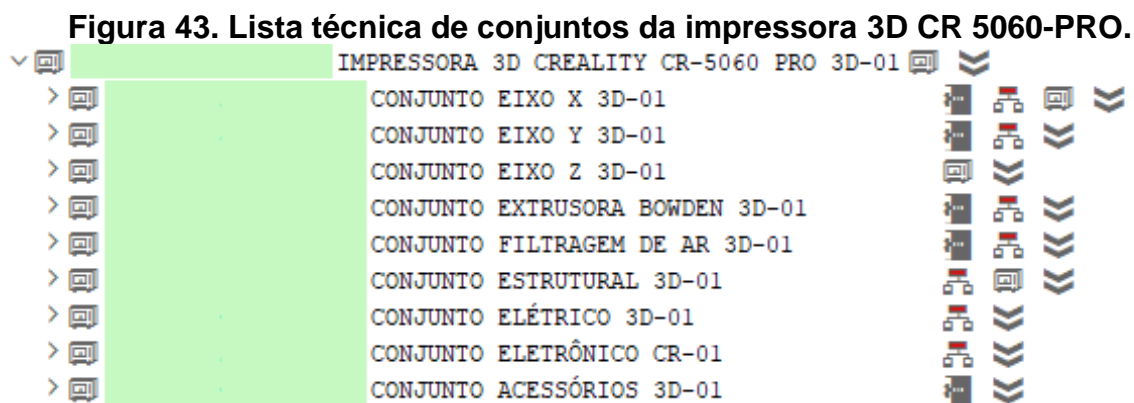 Figura 43. Lista técnica de conjuntos da impressora 3D CR 5060-PRO.
IMPRESSORA 3D CREALITY CR-5060 PRO 3D-01
CONJUNTO EIXO X 3D-01
CONJUNTO EIXO Y 3D-01
CONJUNTO EIXO Z 3D-01
CONJUNTO EXTRUSORA BOWDEN 3D-01
CONJUNTO FILTRAGEM DE AR 3D-01
CONJUNTO ESTRUTURAL 3D-01
CONJUNTO ELÉTRICO 3D-01
CONJUNTO ELETRÔNICO CR-01
CONJUNTO ACESSÓRIOS 3D-01